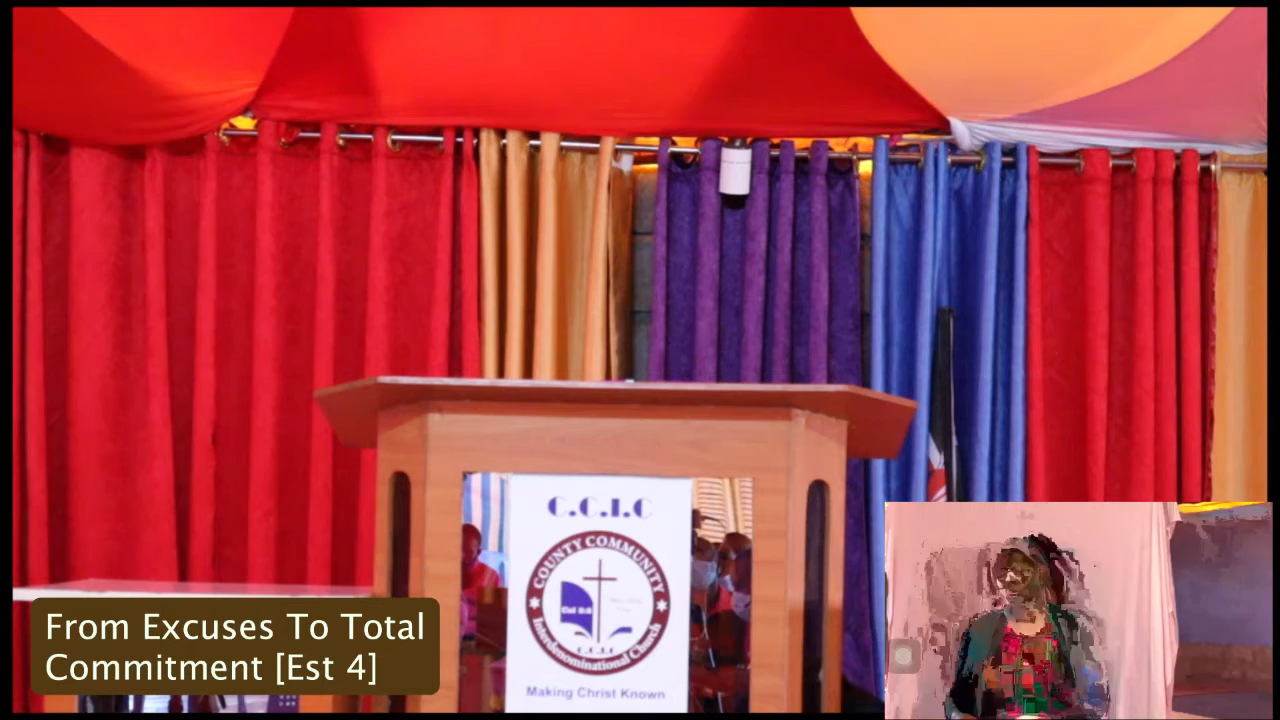 C.C.I.C
COUNTY COMMUNITY
C.C.I.C
Interdenominational Church
Making Christ Known
From Excuses To Total
Commitment [Est 4]